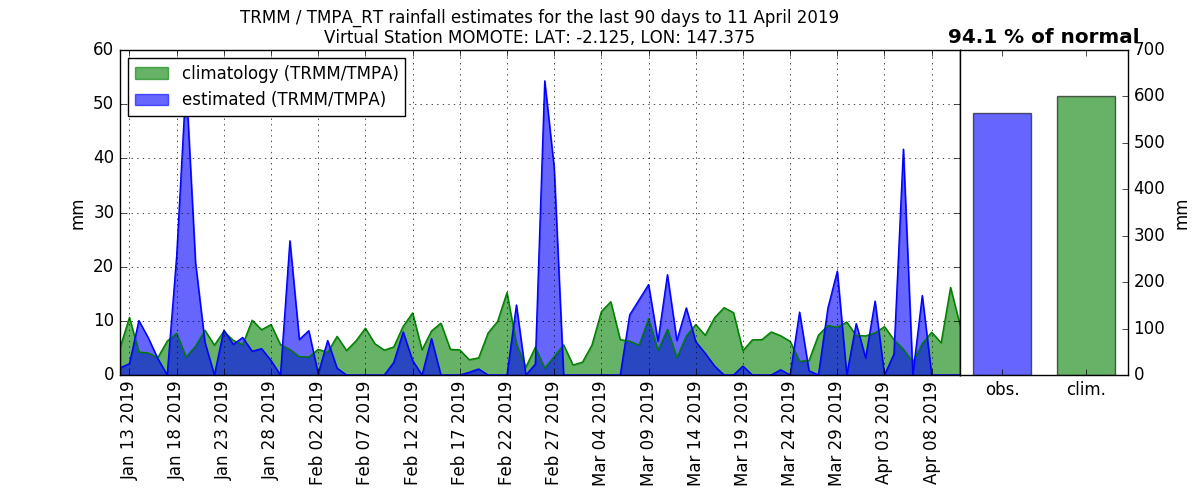 TRMM / TMPA_RT rainfall estimates for the last 90 days to 11 April 2019
Virtual Station MOMOTE: LAT: -2.125, LON: 147.375
94.1 % of normal
climatology (TRMM/TMPA)
estimated (TRMM/TMPA)
60
50
40
30
20
10
0
mm
Jan 13 2019
Jan 18 2019
Jan 23 2019
Jan 28 2019
Feb 02 2019
Feb 07 2019
Feb 12 2019
Feb 17 2019
Feb 22 2019
Feb 27 2019
Mar 04 2019
Mar 09 2019
Mar 14 2019
Mar 19 2019
Mar 24 2019
Mar 29 2019
Apr 03 2019
Apr 08 2019
700
600
500
400
300
200
100
0
mm
obs.
clim.